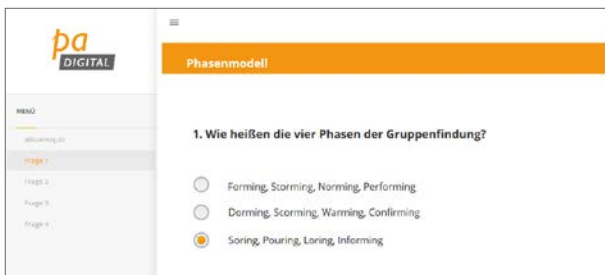 pa
DIGITAL
MENÜ
Wissensquiz
Frage 1
Frage 2
Frage 3
Frage 4
Phasenmodell
1. Wie heißen die vier Phasen der Gruppenfindung?
Forming, Storming, Norming, Performing
Dorming, Scorming, Warming, Confirming
Soring, Pouring, Loring, Informing